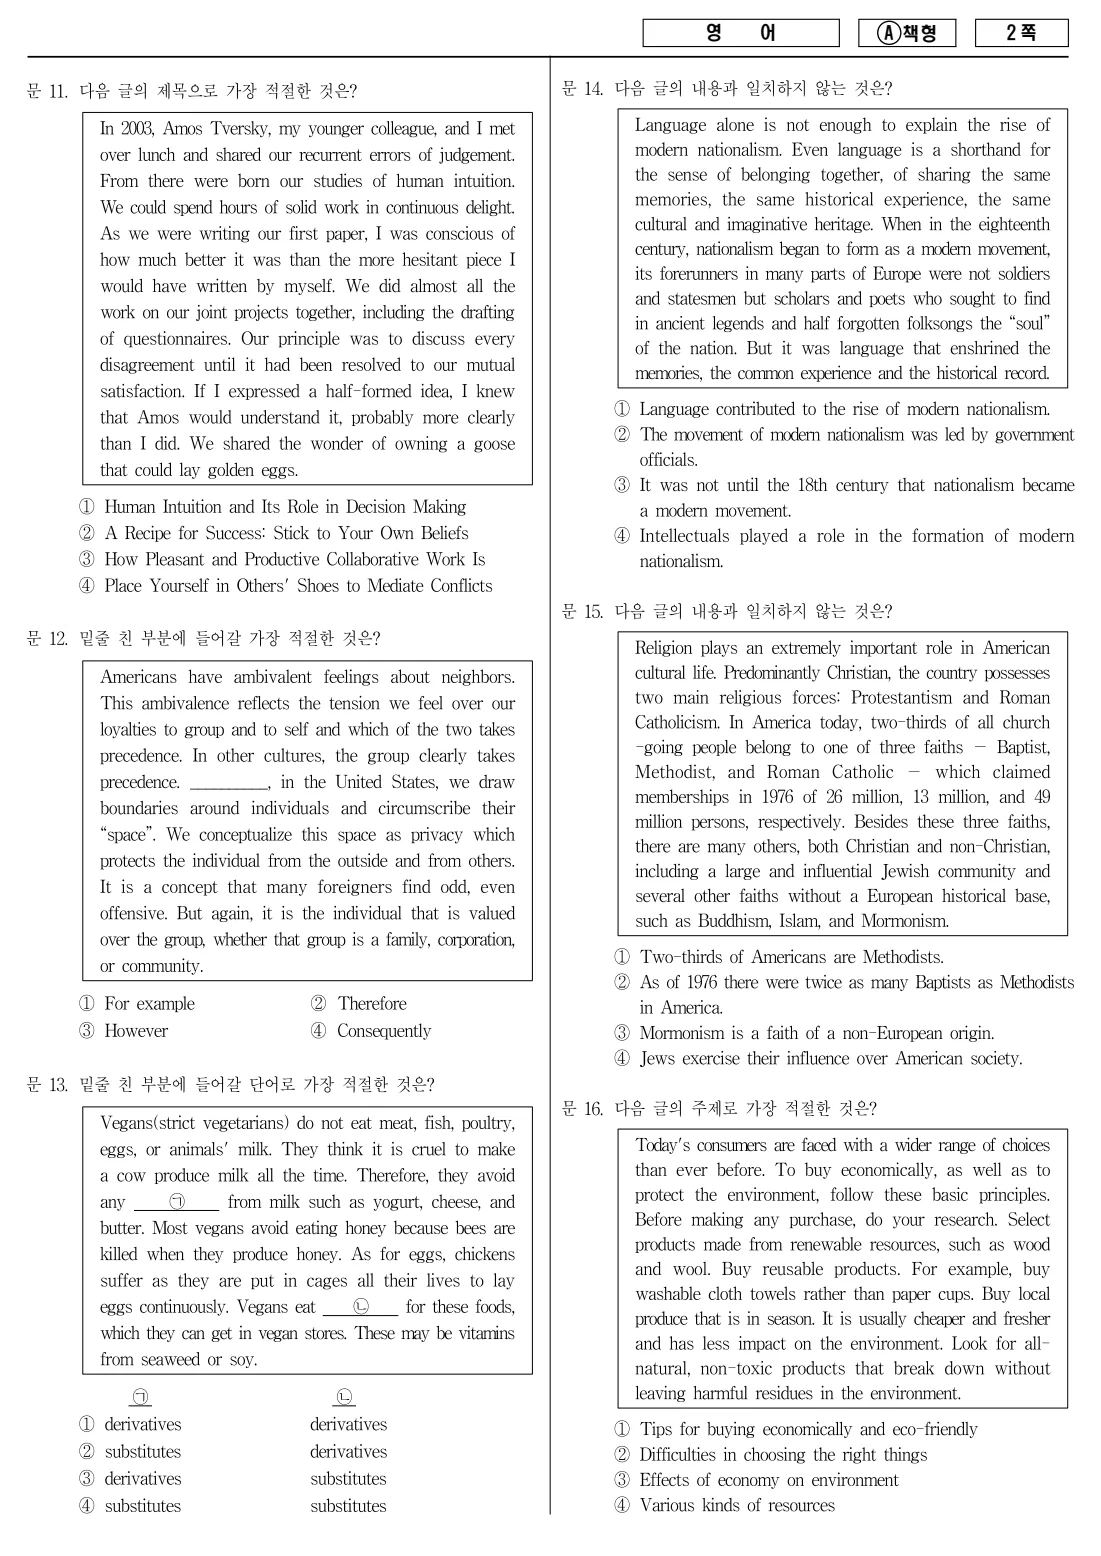 영 어
Ⓐ책형
2쪽
문 11. 다음 글의 제목으로 가장 적절한 것은?
In 2003, Amos Tversky, my younger colleague, and I met
over lunch and shared our recurrent errors of judgement.
From there were born our studies of human intuition.
We could spend hours of solid work in continuous delight.
As we were writing our first paper, I was conscious of
how much better it was than the more hesitant piece I
would have written by myself. We did almost all the
work on our joint projects together, including the drafting
of questionnaires. Our principle was to discuss every
disagreement until it had been resolved to our mutual
satisfaction. If I expressed a half-formed idea, I knew
that Amos would understand it, probably more clearly
than I did. We shared the wonder of owning a goose
that could lay golden eggs.
① Human Intuition and Its Role in Decision Making
② A Recipe for Success: Stick to Your Own Beliefs
③ How Pleasant and Productive Collaborative Work Is
④ Place Yourself in Others' Shoes to Mediate Conflicts
문 12. 밑줄 친 부분에 들어갈 가장 적절한 것은?
Americans have ambivalent feelings about neighbors.
This ambivalence reflects the tension we feel over our
loyalties to group and to self and which of the two takes
precedence. In other cultures, the group clearly takes
precedence. _________, in the United States, we draw
boundaries around individuals and circumscribe their
“space”. We conceptualize this space as privacy which
protects the individual from the outside and from others.
It is a concept that many foreigners find odd, even
offensive. But again, it is the individual that is valued
over the group, whether that group is a family, corporation,
or community.
① For example ② Therefore
③ However ④ Consequently
문 13. 밑줄 친 부분에 들어갈 단어로 가장 적절한 것은?
Vegans(strict vegetarians) do not eat meat, fish, poultry,
eggs, or animals' milk. They think it is cruel to make
a cow produce milk all the time. Therefore, they avoid
any ㉠ from milk such as yogurt, cheese, and
butter. Most vegans avoid eating honey because bees are
killed when they produce honey. As for eggs, chickens
suffer as they are put in cages all their lives to lay
eggs continuously. Vegans eat ㉡ for these foods,
which they can get in vegan stores. These may be vitamins
from seaweed or soy.
㉠ ㉡
① derivatives derivatives
② substitutes derivatives
③ derivatives substitutes
④ substitutes substitutes
문 14. 다음 글의 내용과 일치하지 않는 것은?
Language alone is not enough to explain the rise of
modern nationalism. Even language is a shorthand for
the sense of belonging together, of sharing the same
memories, the same historical experience, the same
cultural and imaginative heritage. When in the eighteenth
century, nationalism began to form as a modern movement,
its forerunners in many parts of Europe were not soldiers
and statesmen but scholars and poets who sought to find
in ancient legends and half forgotten folksongs the “soul”
of the nation. But it was language that enshrined the
memories, the common experience and the historical record.
① Language contributed to the rise of modern nationalism.
② The movement of modern nationalism was led by government
officials.
③ It was not until the 18th century that nationalism became
a modern movement.
④ Intellectuals played a role in the formation of modern
nationalism.
문 15. 다음 글의 내용과 일치하지 않는 것은?
Religion plays an extremely important role in American
cultural life. Predominantly Christian, the country possesses
two main religious forces: Protestantism and Roman
Catholicism. In America today, two-thirds of all church
-going people belong to one of three faiths － Baptist,
Methodist, and Roman Catholic － which claimed
memberships in 1976 of 26 million, 13 million, and 49
million persons, respectively. Besides these three faiths,
there are many others, both Christian and non-Christian,
including a large and influential Jewish community and
several other faiths without a European historical base,
such as Buddhism, Islam, and Mormonism.
① Two-thirds of Americans are Methodists.
② As of 1976 there were twice as many Baptists as Methodists
in America.
③ Mormonism is a faith of a non-European origin.
④ Jews exercise their influence over American society.
문 16. 다음 글의 주제로 가장 적절한 것은?
Today's consumers are faced with a wider range of choices
than ever before. To buy economically, as well as to
protect the environment, follow these basic principles.
Before making any purchase, do your research. Select
products made from renewable resources, such as wood
and wool. Buy reusable products. For example, buy
washable cloth towels rather than paper cups. Buy local
produce that is in season. It is usually cheaper and fresher
and has less impact on the environment. Look for all-
natural, non-toxic products that break down without
leaving harmful residues in the environment.
① Tips for buying economically and eco-friendly
② Difficulties in choosing the right things
③ Effects of economy on environment
④ Various kinds of resources